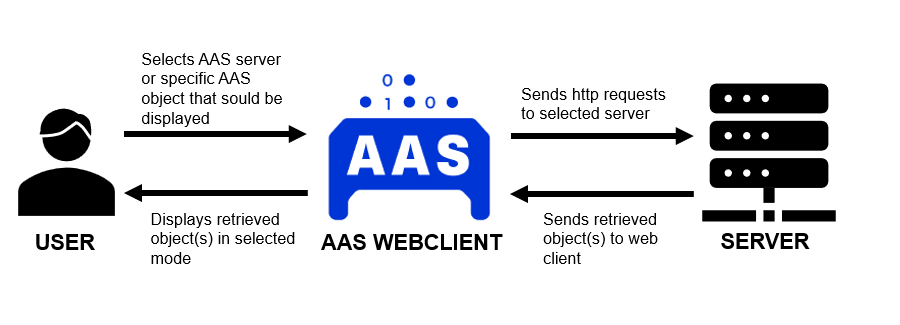 Selects AAS server
or specific AAS
object that sould be
displayed
0
1 0
AAS
Sends http requests
to selected server
Displays retrieved
object(s) in selected
mode
Sends retrieved
object(s) to web
client
USER
AAS WEBCLIENT
SERVER